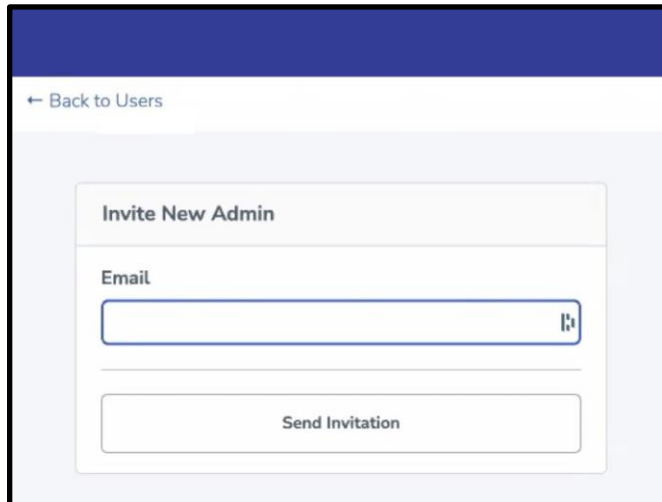 ← Back to Users
Invite New Admin
Email
Send Invitation